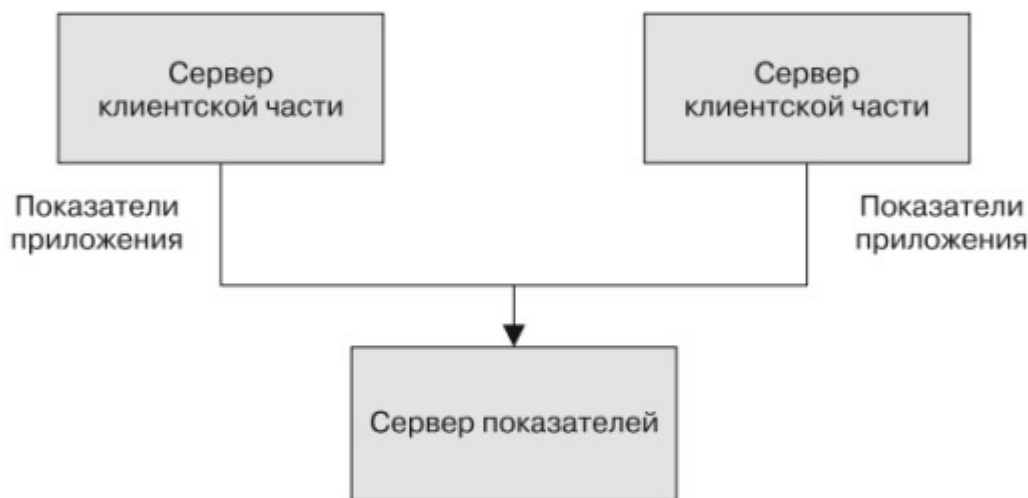 Сервер
клиентской части
Сервер
клиентской части
Показатели
приложения
Показатели
приложения
Сервер показателей